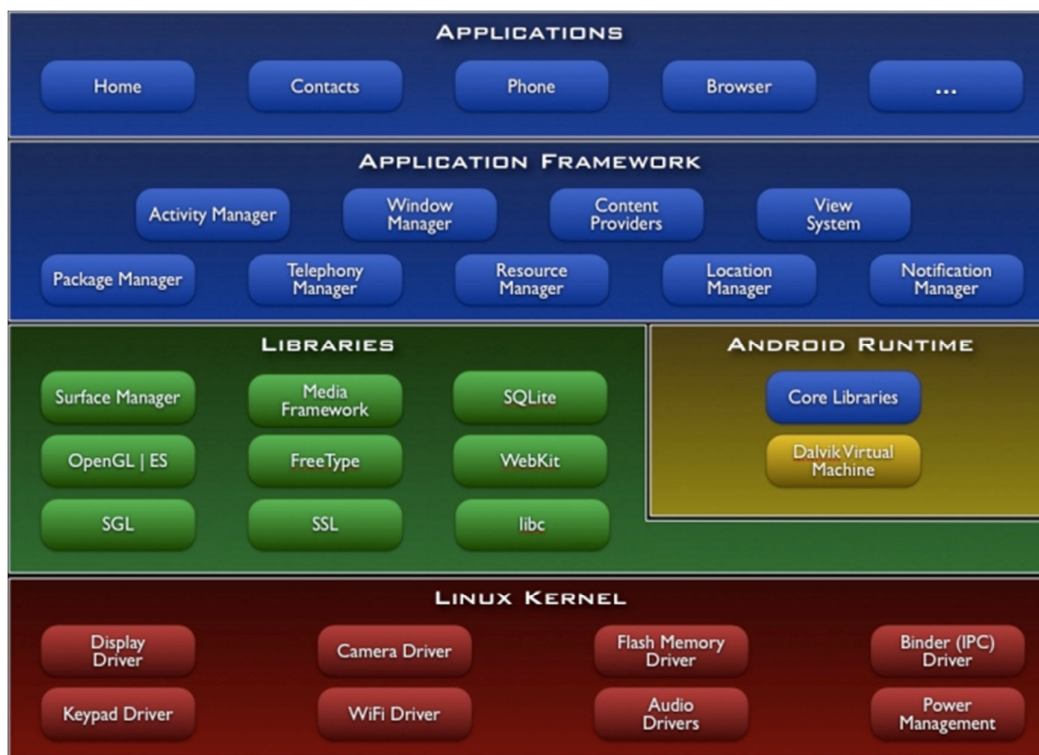 APPLICATIONS
Home
Contacts
Phone
Browser
...
APPLICATION FRAMEWORK
Activity Manager
Window
Manager
Content
Providers
View
System
Package Manager
Telephony
Manager
Resource
Manager
Location
Manager
Notification
Manager
LIBRARIES
Surface Manager
Media
Framework
SQLite
OpenGL | ES
FreeType
WebKit
SGL
SSL
libc
ANDROID RUNTIME
Core Libraries
Dalvik Virtual
Machine
LINUX KERNEL
Display
Driver
Camera Driver
Flash Memory
Driver
Binder (IPC)
Driver
Keypad Driver
WiFi Driver
Audio
Drivers
Power
Management